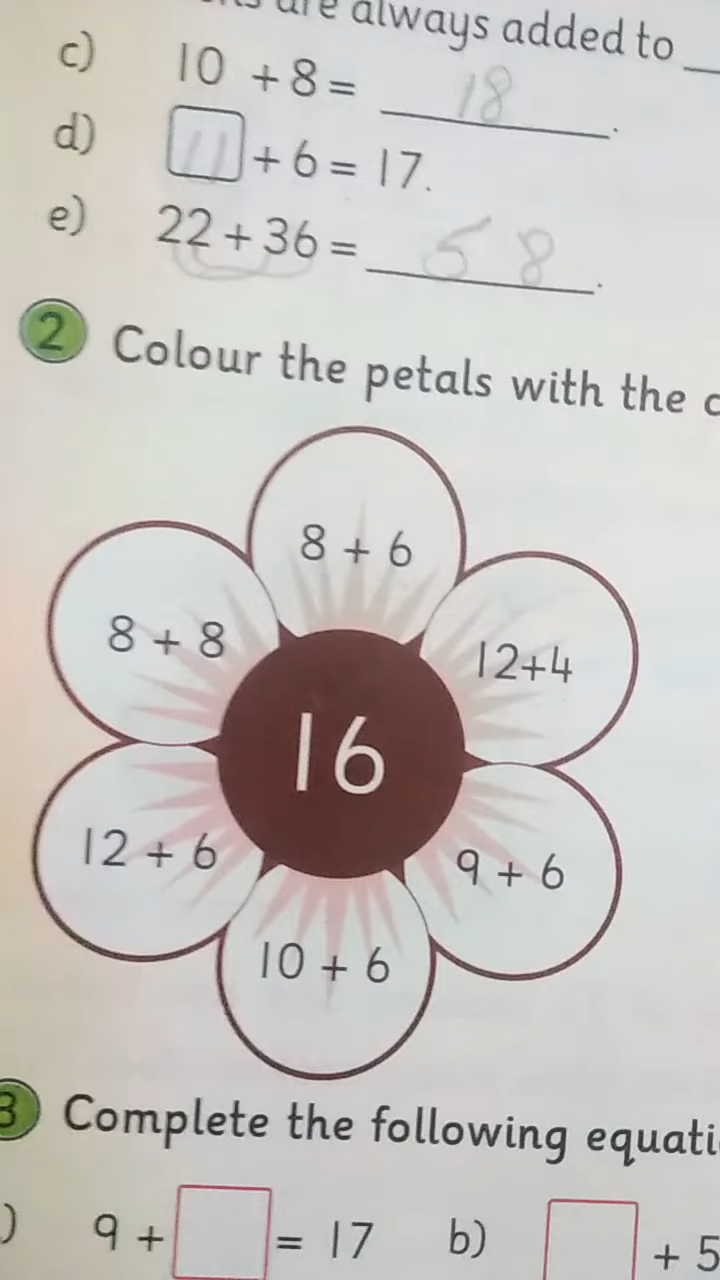 are always added to
c) 10 + 8 = 18.
d) 11 + 6 = 17.
e) 22 + 36 = 58.
2 Colour the petals with the
8 + 6
8 + 8
12+4
16
12 + 6
9 + 6
10 + 6
3 Complete the following
) 9 + = 17 b) + 5